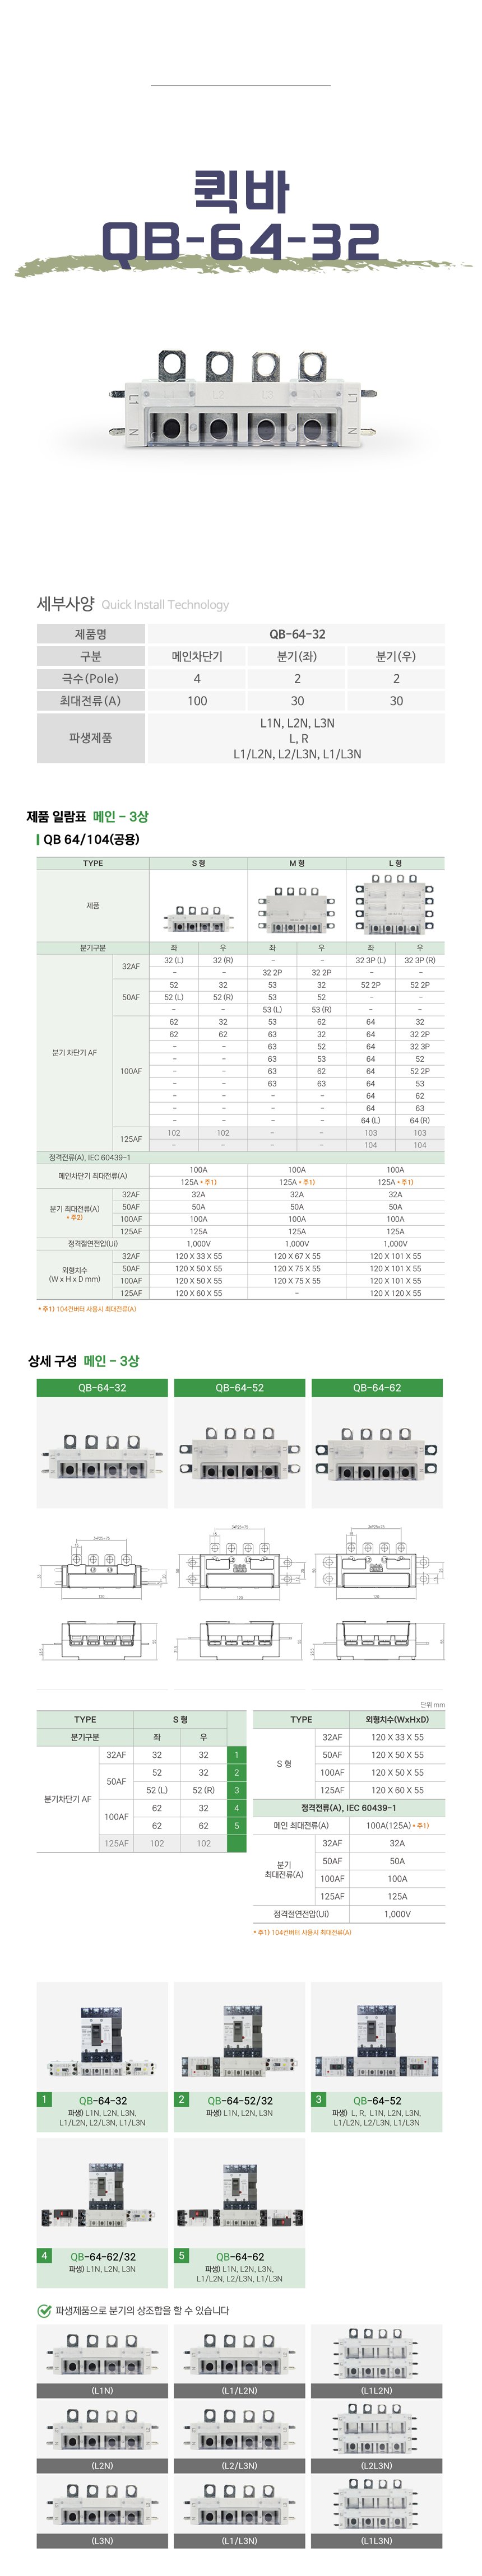 퀵바
QB-64-32
L1 L2 L3 N L1
N N
세부사양 Quick Install Technology
제품명 QB-64-32
구분 메인차단기 분기(좌) 분기(우)
극수(Pole) 4 2 2
최대전류(A) 100 30 30
파생제품 L1N, L2N, L3N
L, R
L1/L2N, L2/L3N, L1/L3N
제품 일람표 메인 - 3상
QB 64/104(공용)
TYPE S 형 M 형 L 형
제품
분기구분 좌 우 좌 우 좌 우
분기 차단기 AF
32AF 32 (L) 32 (R) - - 32 3P (L) 32 3P (R)
- - 32 2P 32 2P - -
50AF 52 32 53 32 52 2P 52 2P
52 (L) 52 (R) 53 52 - -
- - 53 (L) 53 (R) - -
100AF 62 32 53 62 64 32
62 62 63 32 64 32 2P
- - 63 52 64 32 3P
- - 63 53 64 52
- - 63 62 64 52 2P
- - 63 63 64 53
- - - - 64 62
- - - - 64 63
- - - - 64 (L) 64 (R)
125AF 102 102 - - 103 103
- - - - 104 104
정격전류(A), IEC 60439-1
메인차단기 최대전류(A) 100A 100A 100A
125A *주1) 125A *주1) 125A *주1)
분기 최대전류(A)
*주2)
32AF 32A 32A 32A
50AF 50A 50A 50A
100AF 100A 100A 100A
125AF 125A 125A 125A
정격절연전압(Ui) 1,000V 1,000V 1,000V
외형치수
(W x H x D mm)
32AF 120 X 33 X 55 120 X 67 X 55 120 X 101 X 55
50AF 120 X 50 X 55 120 X 75 X 55 120 X 101 X 55
100AF 120 X 50 X 55 120 X 75 X 55 120 X 101 X 55
125AF 120 X 60 X 55 - 120 X 120 X 55
*주1) 104컨버터 사용시 최대전류(A)
상세 구성 메인 - 3상
QB-64-32 QB-64-52 QB-64-62
단위 mm
TYPE S 형
분기구분 좌 우
분기차단기 AF
32AF 32 32 1
50AF 52 32 2
52 (L) 52 (R) 3
100AF 62 32 4
62 62 5
125AF 102 102
TYPE 외형치수(WxHxD)
S 형
32AF 120 X 33 X 55
50AF 120 X 50 X 55
100AF 120 X 50 X 55
125AF 120 X 60 X 55
정격전류(A), IEC 60439-1
메인 최대전류(A) 100A(125A) *주1)
분기
최대전류(A)
32AF 32A
50AF 50A
100AF 100A
125AF 125A
정격절연전압(Ui) 1,000V
*주1) 104컨버터 사용시 최대전류(A)
1 QB-64-32
파생) L1N, L2N, L3N,
L1/L2N, L2/L3N, L1/L3N
2 QB-64-52/32
파생) L1N, L2N, L3N
3 QB-64-52
파생) L, R, L1N, L2N, L3N,
L1/L2N, L2/L3N, L1/L3N
4 QB-64-62/32
파생) L1N, L2N, L3N
5 QB-64-62
파생) L1N, L2N, L3N,
L1/L2N, L2/L3N, L1/L3N
파생제품으로 분기의 상조합을 할 수 있습니다
(L1N) (L1/L2N) (L1L2N)
(L2N) (L2/L3N) (L2L3N)
(L3N) (L1/L3N) (L1L3N)